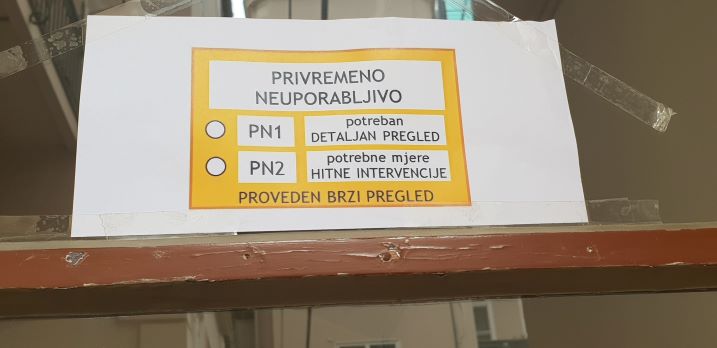 PRIVREMENO
NEUPORABLJIVO
PN1
potreban
DETALJAN PREGLED
PN2
potrebne mjere
HITNE INTERVENCIJE
PROVEDEN BRZI PREGLED